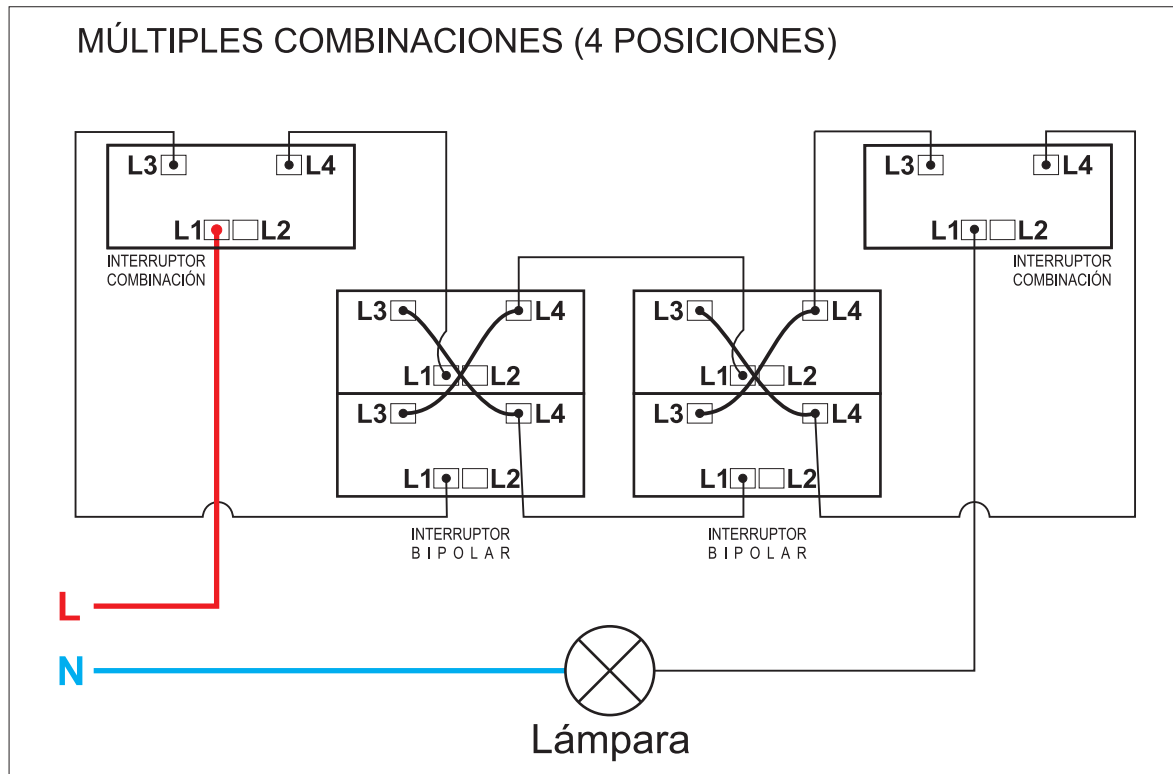 MÚLTIPLES COMBINACIONES (4 POSICIONES)
L3 L4
L1 L2
INTERRUPTOR
COMBINACIÓN
L3 L4
L1 L2
INTERRUPTOR
COMBINACIÓN
L3 L4
L1 L2
L3 L4
L1 L2
INTERRUPTOR
BIPOLAR
L3 L4
L1 L2
L3 L4
L1 L2
INTERRUPTOR
BIPOLAR
L
N
Lámpara